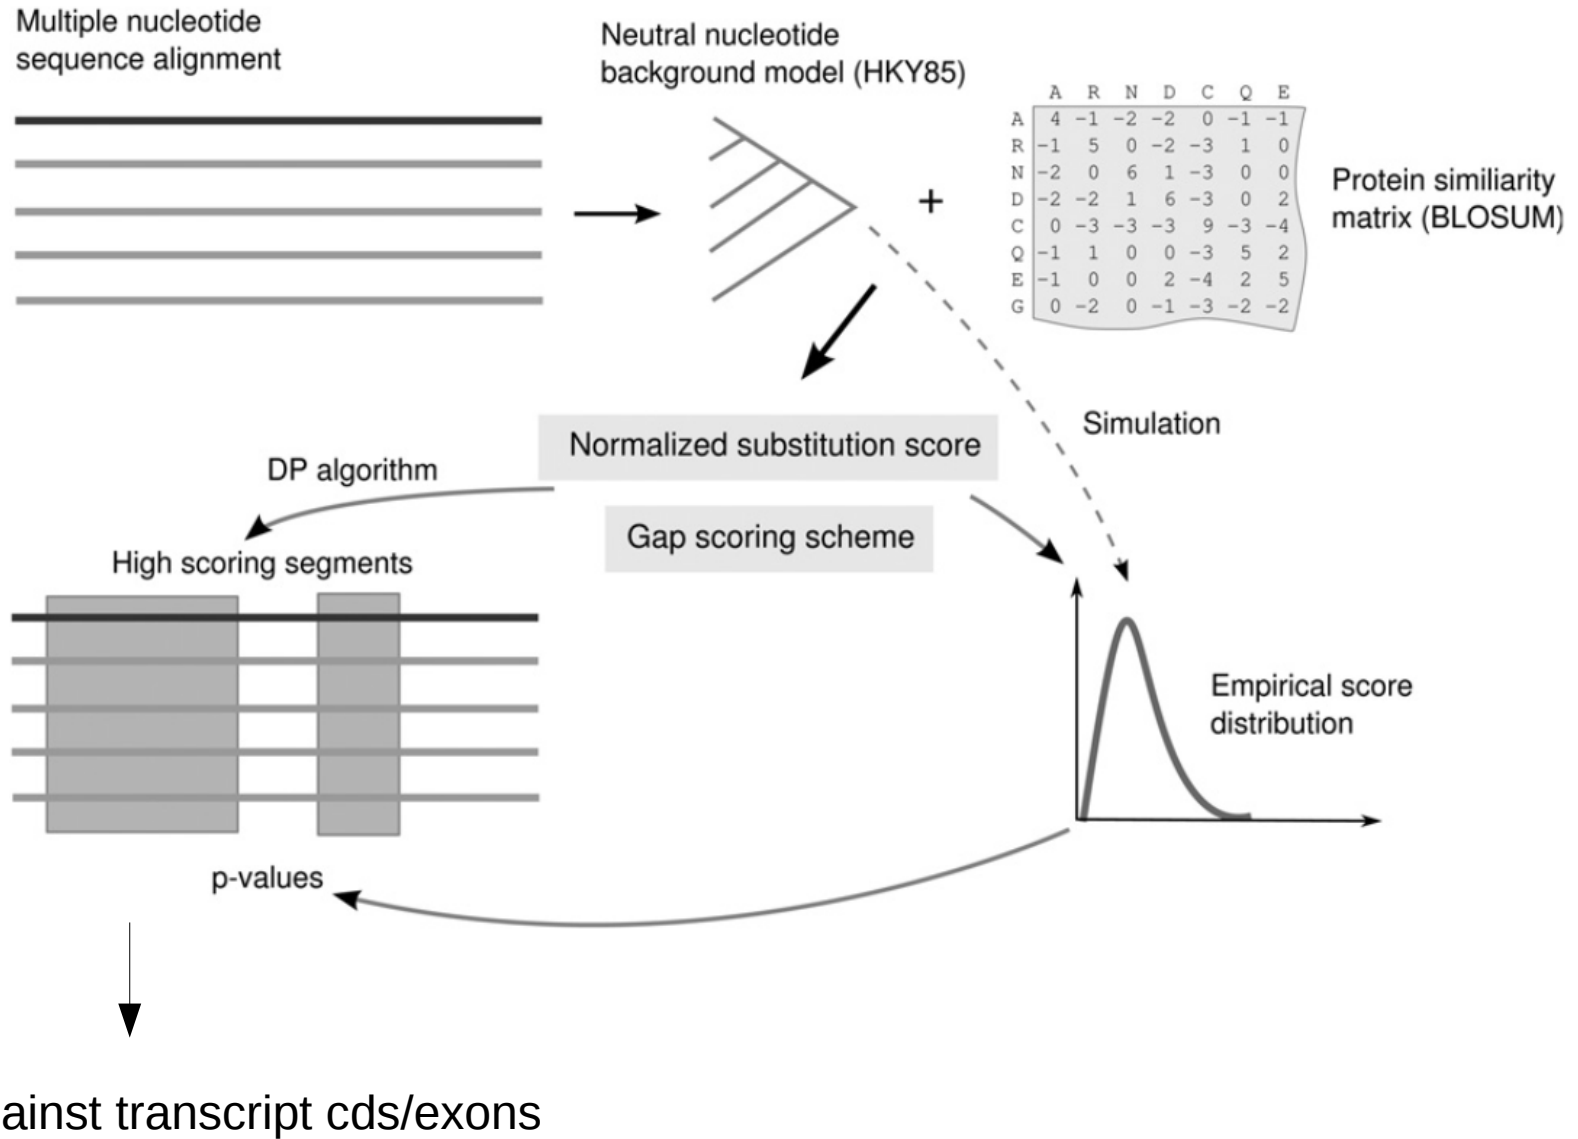 Multiple nucleotide
sequence alignment
Neutral nucleotide
background model (HKY85)
+
A R N D C Q E
A 4 -1 -2 -2 0 -1 -1
R -1 5 0 -2 -3 1 0
N -2 0 6 1 -3 0 0
D -2 -2 1 6 -3 0 2
C 0 -3 -3 -3 9 -3 -4
Q -1 1 0 0 -3 5 2
E -1 0 0 2 -4 2 5
G 0 -2 0 -1 -3 -2 -2
Protein similiarity
matrix (BLOSUM)
Simulation
Normalized substitution score
DP algorithm
Gap scoring scheme
High scoring segments
Empirical score
distribution
p-values
ainst transcript cds/exons